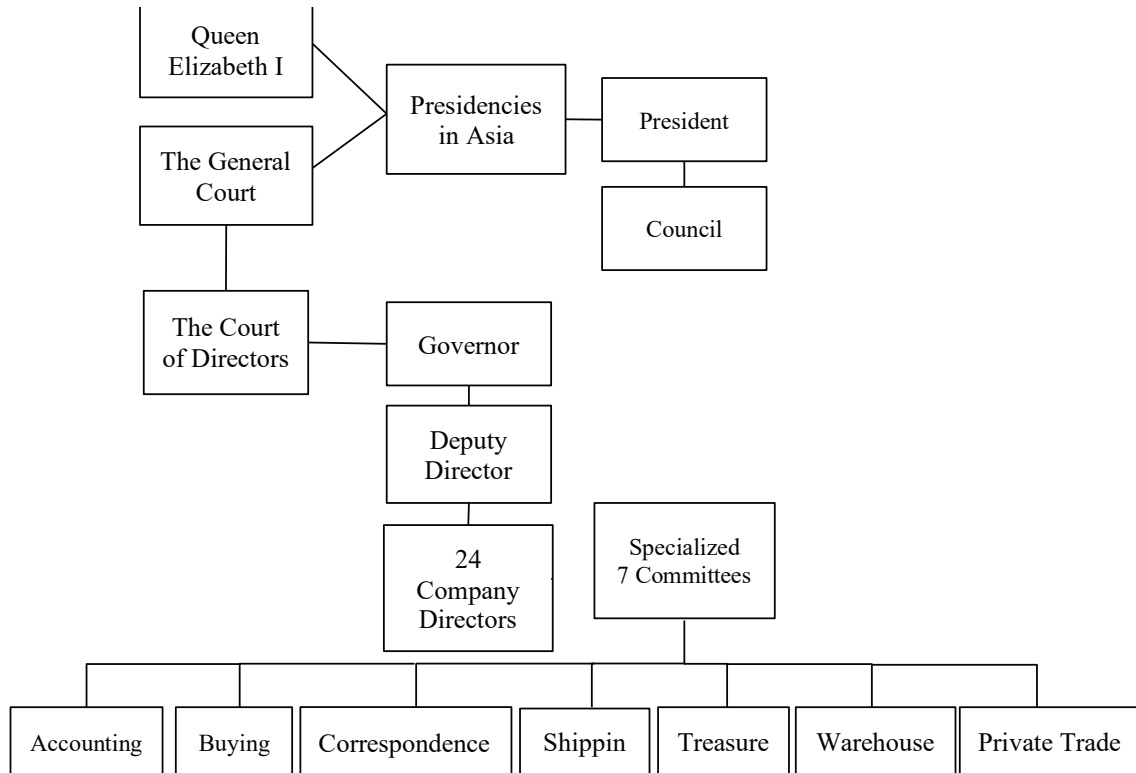 Queen
Elizabeth I
Presidencies
in Asia
President
The General
Court
Council
The Court
of Directors
Governor
Deputy
Director
24
Company
Directors
Specialized
7 Committees
Accounting
Buying
Correspondence
Shippin
Treasure
Warehouse
Private Trade